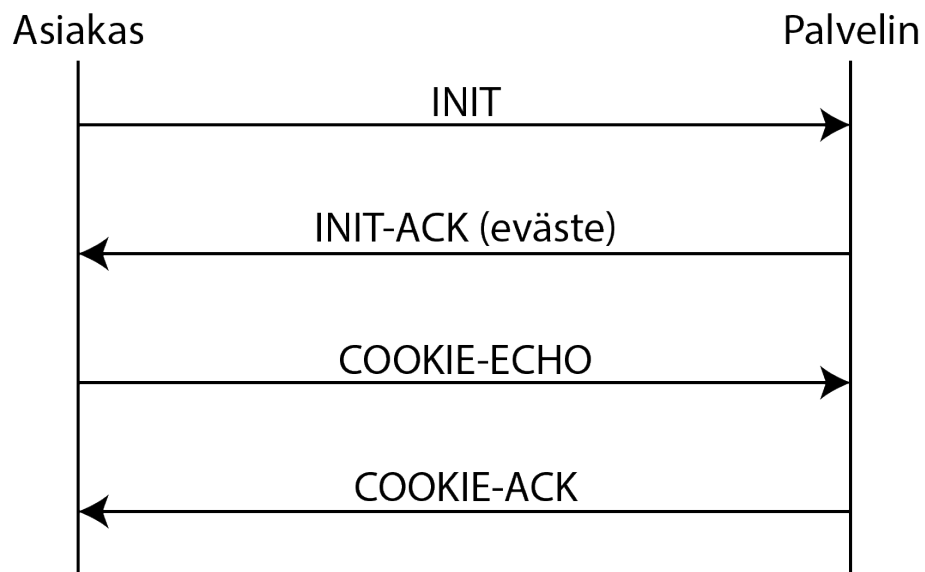 Asiakas
Palvelin
INIT
INIT-ACK (eväste)
COOKIE-ECHO
COOKIE-ACK